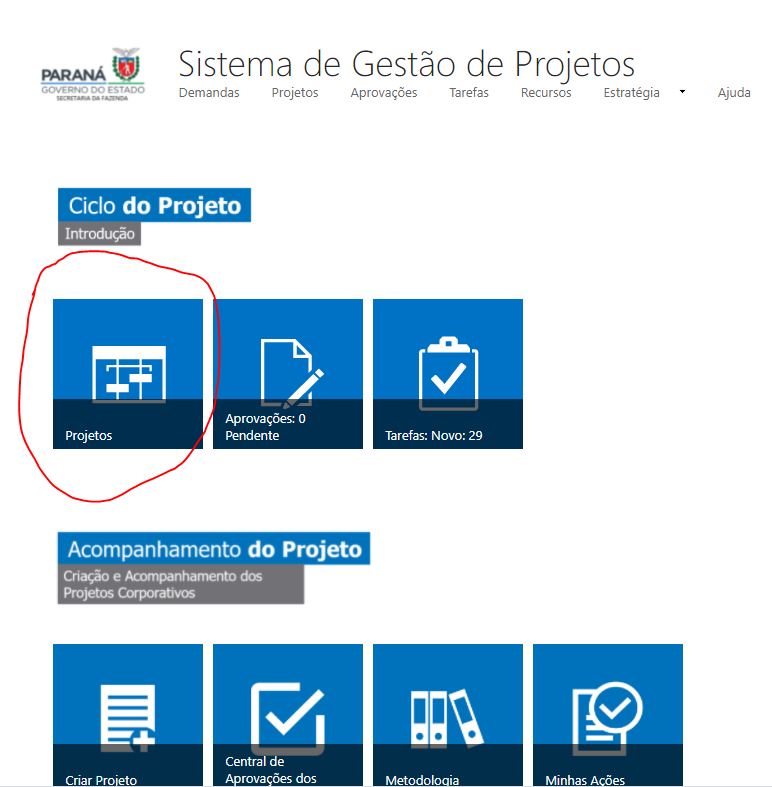 PARANÁ
GOVERNO DO ESTADO
SECRETARIA DA FAZENDA
Sistema de Gestão de Projetos
Demandas Projetos Aprovações Tarefas Recursos Estratégia Ajuda
Ciclo do Projeto
Introdução
Projetos
Aprovações: 0
Pendente
Tarefas: Novo: 29
Acompanhamento do Projeto
Criação e Acompanhamento dos
Projetos Corporativos
Criar Projeto
Central de
Aprovações dos
Metodologia
Minhas Ações